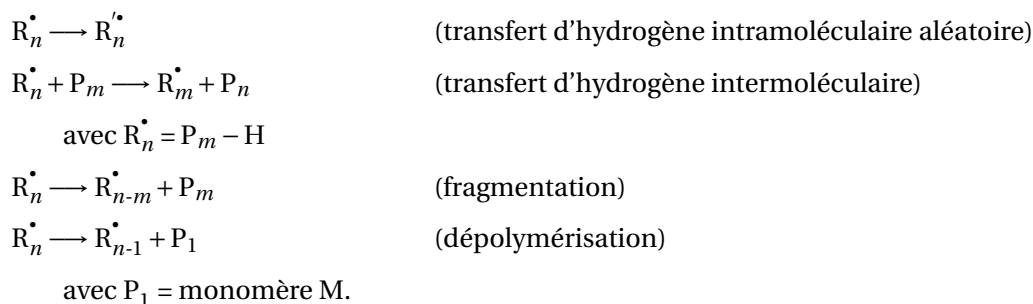 R•n ⟶ R'•n (transfert d'hydrogène intramoléculaire aléatoire)
R•n + Pm ⟶ R•m + Pn (transfert d'hydrogène intermoléculaire)
avec R•n = Pm − H
R•n ⟶ R•n-m + Pm (fragmentation)
R•n ⟶ R•n-1 + P1 (dépolymérisation)
avec P1 = monomère M.